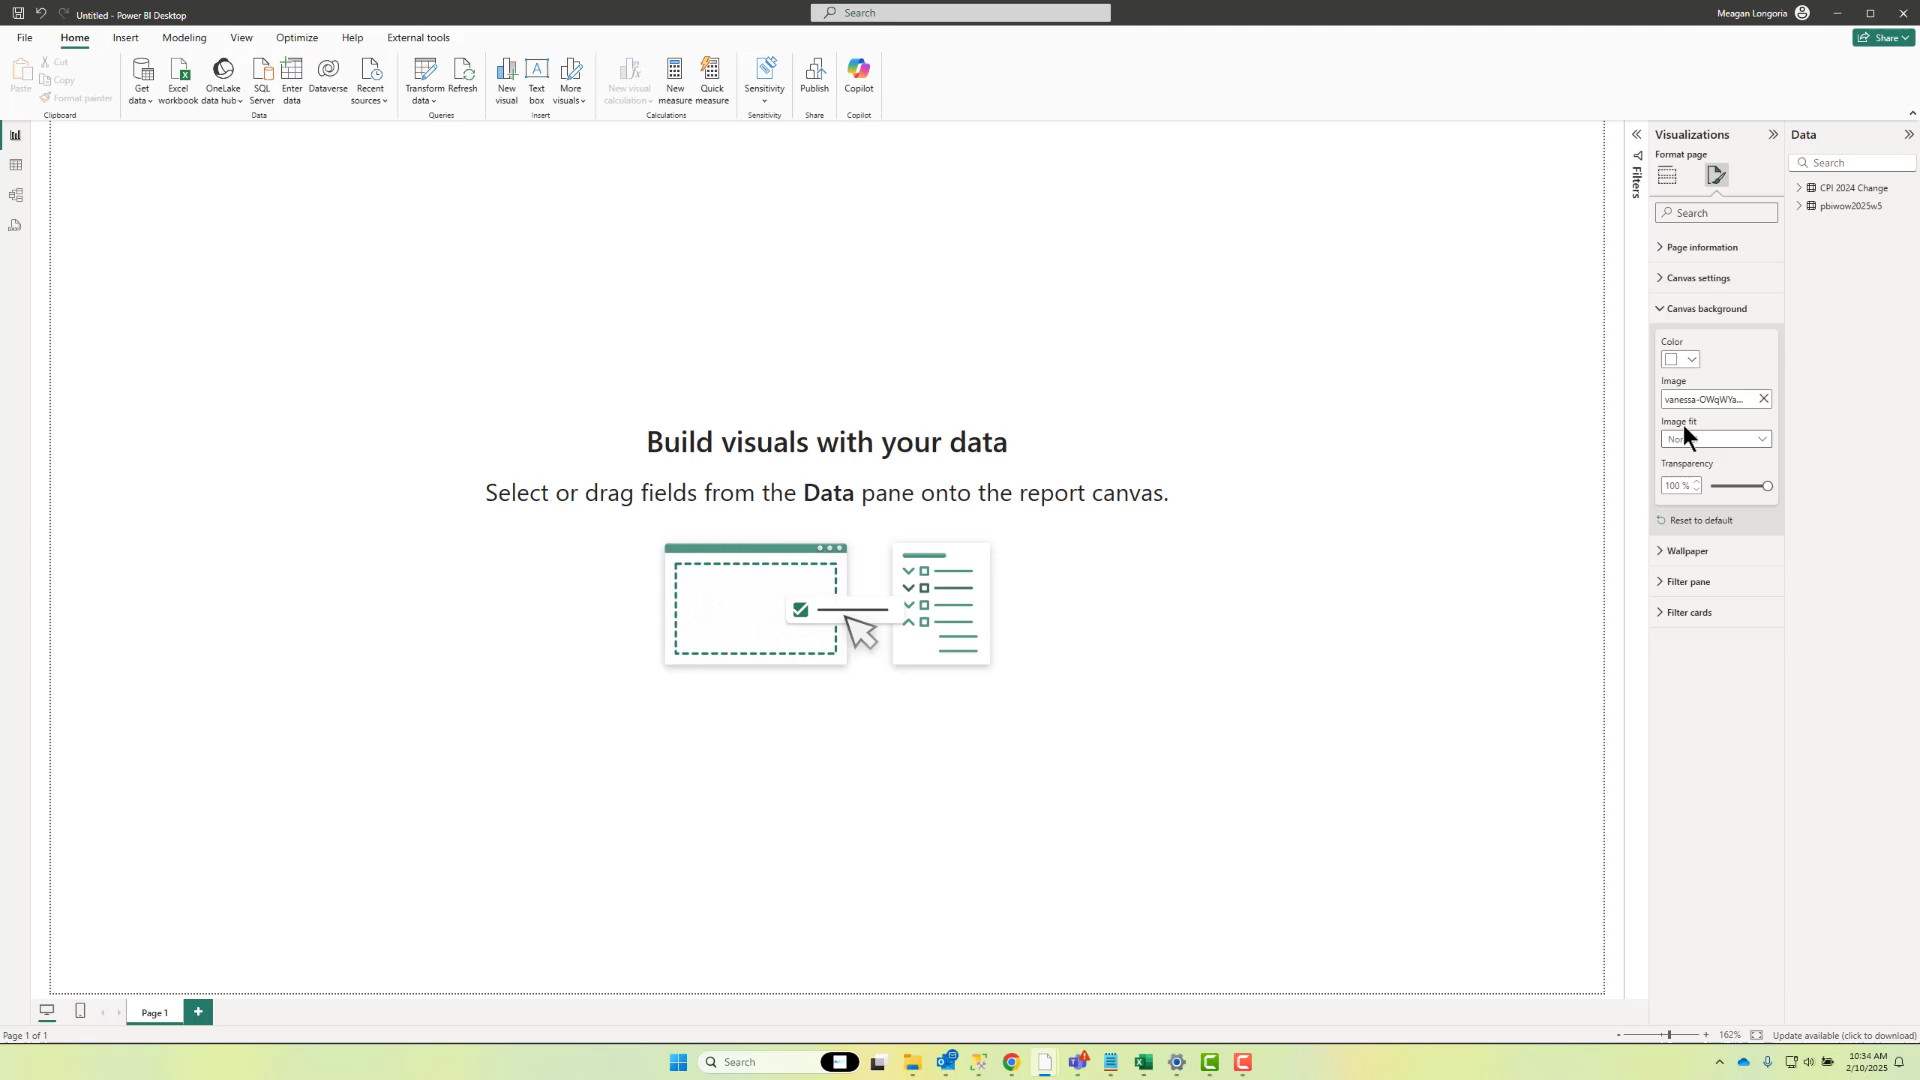 Untitled - Power BI Desktop
Search
Meagan Longoria
File
Home
Insert
Modeling
View
Optimize
Help
External tools
Share
Paste
Cut
Copy
Format painter
Clipboard
Get data
Excel workbook
OneLake data hub
SQL Server
Enter data
Dataverse
Recent sources
Data
Transform data
Refresh
Queries
New visual
Text box
More visuals
Insert
New visual calculation
New measure
Quick measure
Calculations
Sensitivity
Sensitivity
Publish
Share
Copilot
Copilot
Filters
Visualizations
Format page
Search
Page information
Canvas settings
Canvas background
Color
Image
vanessa-OWqWYa...
Image fit
Transparency
100 %
Reset to default
Wallpaper
Filter pane
Filter cards
Data
Search
CPI 2024 Change
pbiwow2025w5
Build visuals with your data
Select or drag fields from the Data pane onto the report canvas.
Page 1
Page 1 of 1
162%
Update available (click to download)
Search
10:34 AM
2/10/2025